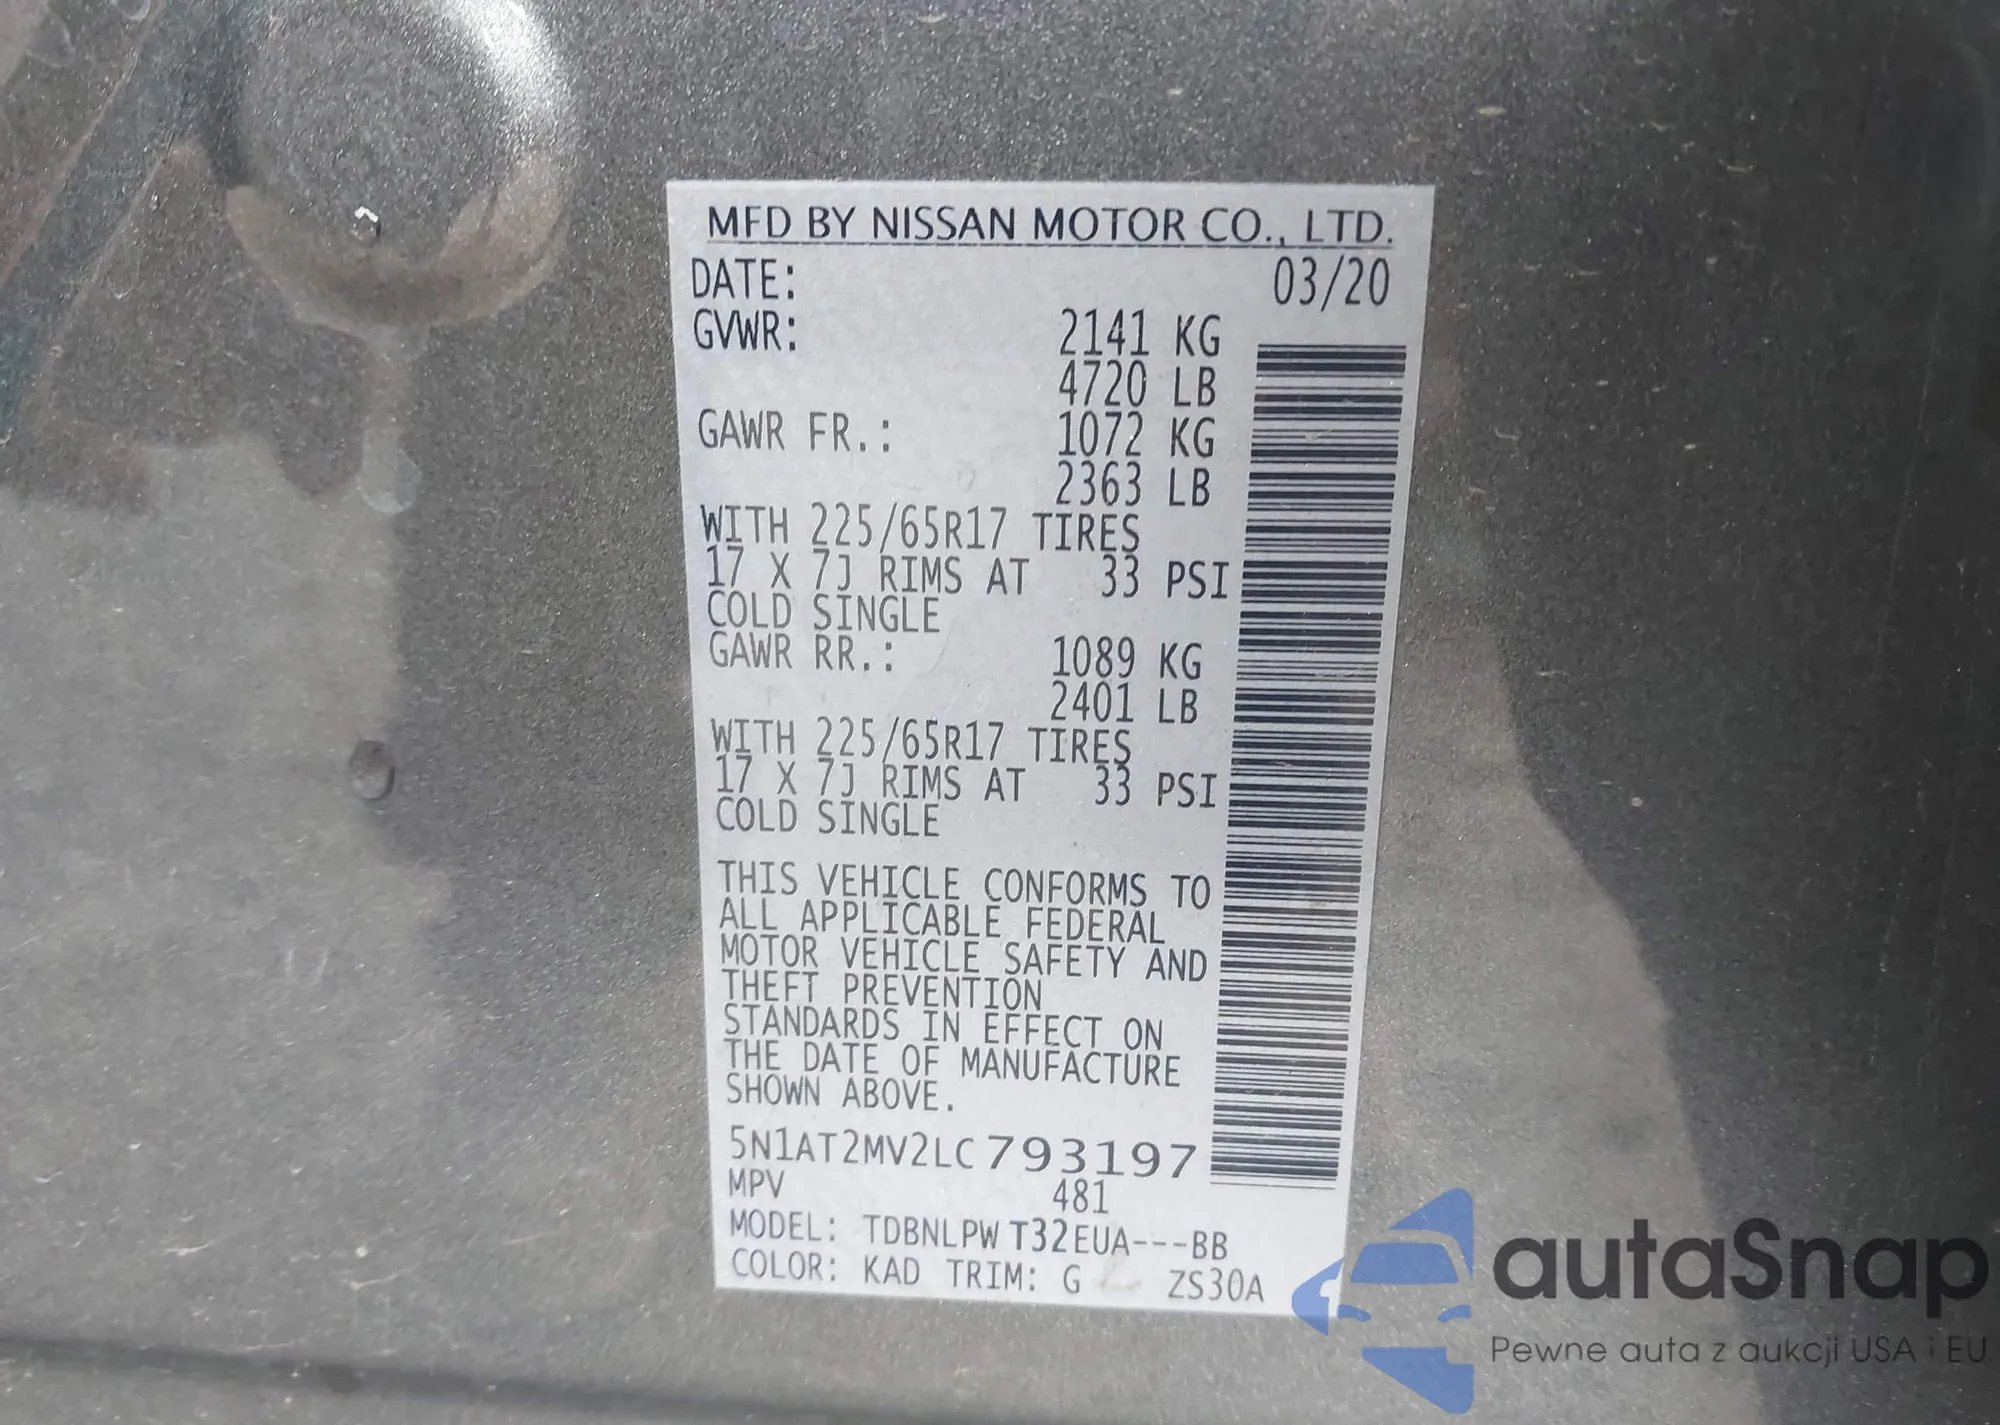 MFD BY NISSAN MOTOR CO., LTD.
DATE: 03/20
GVWR: 2141 KG
4720 LB
GAWR FR.: 1072 KG
2363 LB
WITH 225/65R17 TIRES
17 X 7J RIMS AT 33 PSI
COLD SINGLE
GAWR RR.: 1089 KG
2401 LB
WITH 225/65R17 TIRES
17 X 7J RIMS AT 33 PSI
COLD SINGLE
THIS VEHICLE CONFORMS TO
ALL APPLICABLE FEDERAL
MOTOR VEHICLE SAFETY AND
THEFT PREVENTION
STANDARDS IN EFFECT ON
THE DATE OF MANUFACTURE
SHOWN ABOVE.
5N1AT2MV2LC793197
MPV 481
MODEL: TDBNLPW T32EUA---BB
COLOR: KAD TRIM: G ZS30A
autaSnap
Pewne auta z aukcji USA i EU